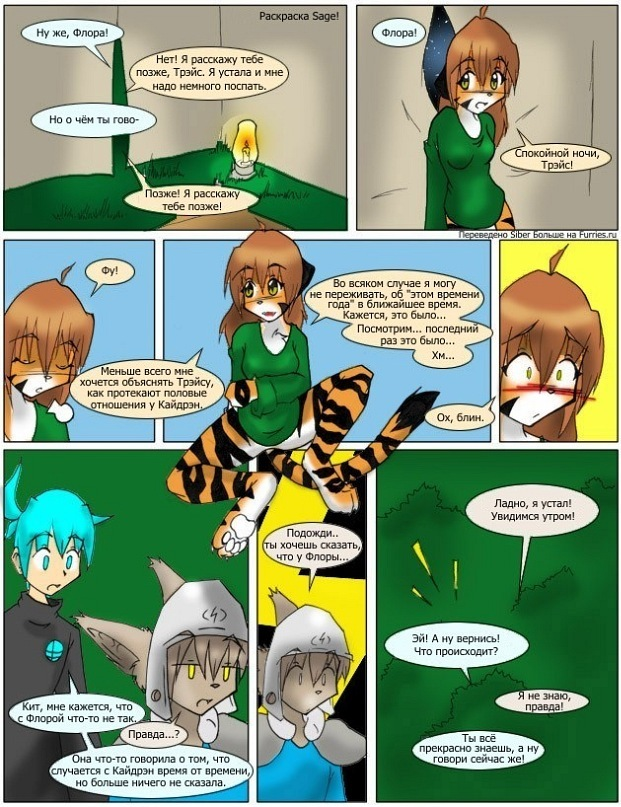 Раскраска Sage!
Ну же, Флора!
Нет! Я расскажу тебе
позже, Трэйс. Я устала и мне
надо немного поспать.
Но о чём ты гово-
Позже! Я расскажу
тебе позже!
Флора!
Спокойной ночи,
Трэйс!
Переведено Siber Больше на Furries.ru
Фу!
Меньше всего мне
хочется объяснять Трэйсу,
как протекают половые
отношения у Кайдрэн.
Во всяком случае я могу
не переживать, об "этом времени
года" в ближайшее время.
Кажется, это было...
Посмотрим... последний
раз это было...
Хм...
Ох, блин.
Кит, мне кажется, что
с Флорой что-то не так.
Правда...?
Она что-то говорила о том, что
случается с Кайдрэн время от времени,
но больше ничего не сказала.
Подожди..
ты хочешь сказать,
что у Флоры...
Ладно, я устал!
Увидимся утром!
Эй! А ну вернись!
Что происходит?
Я не знаю,
правда!
Ты всё
прекрасно знаешь, а ну
говори сейчас же!